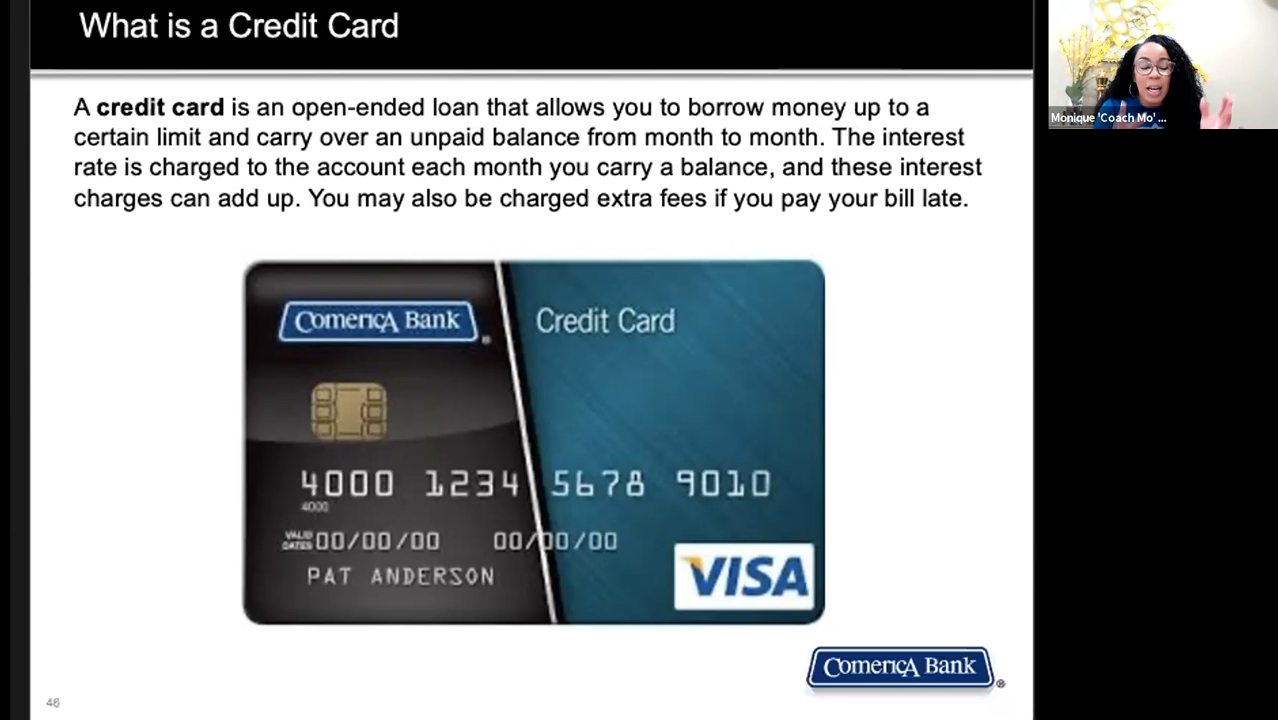 What is a Credit Card
A credit card is an open-ended loan that allows you to borrow money up to a
certain limit and carry over an unpaid balance from month to month. The interest
rate is charged to the account each month you carry a balance, and these interest
charges can add up. You may also be charged extra fees if you pay your bill late.
ComericA Bank ®
Credit Card
4000 1234 5678 9010
4000
VALID
DATES 00/00/00 00/00/00
PAT ANDERSON
VISA
ComericA Bank ®
46
Monique 'Coach Mo' ...